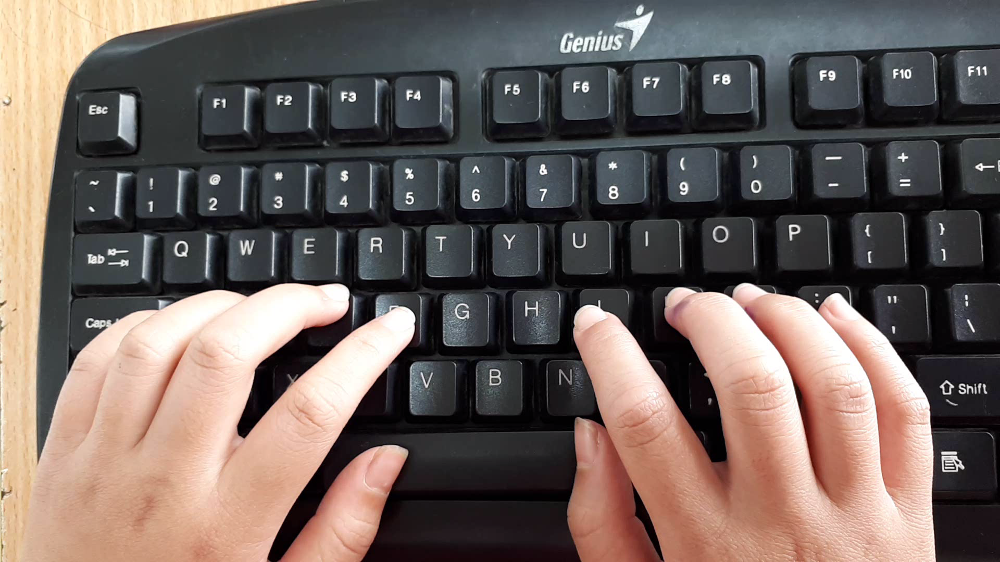 Genius
Esc F1 F2 F3 F4 F5 F6 F7 F8 F9 F10 F11
~ ! @ # $ % ^ & * ( ) — +
` 1 2 3 4 5 6 7 8 9 0 - = ←
Tab Q W E R T Y U I O P { }
[ ]
Caps G H : " ¦
' \
V B N Shift
,